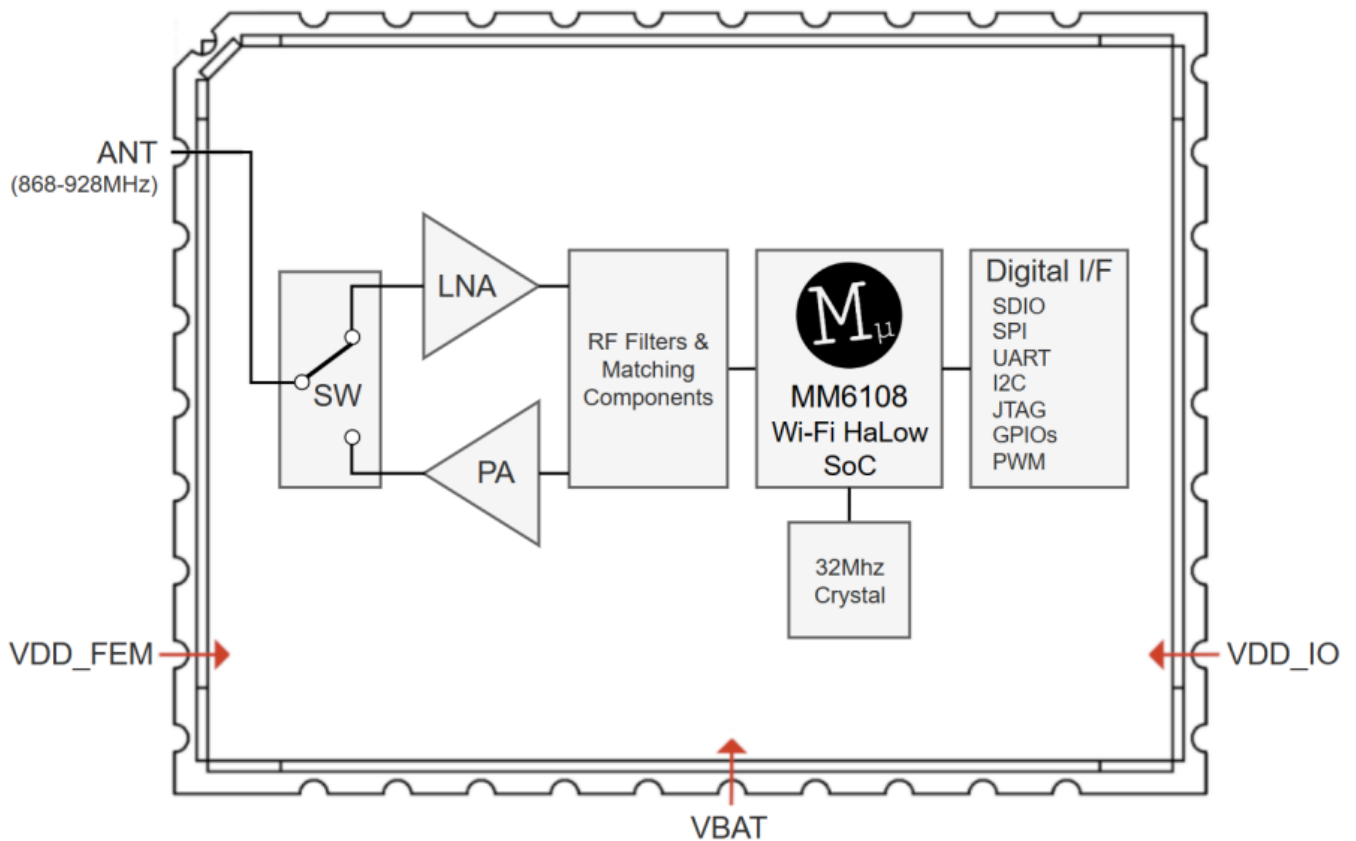 ANT
(868-928MHz)
LNA
SW
PA
RF Filters &
Matching
Components
Mμ
MM6108
Wi-Fi HaLow
SoC
Digital I/F
SDIO
SPI
UART
I2C
JTAG
GPIOs
PWM
32Mhz
Crystal
VDD_FEM
VDD_IO
VBAT